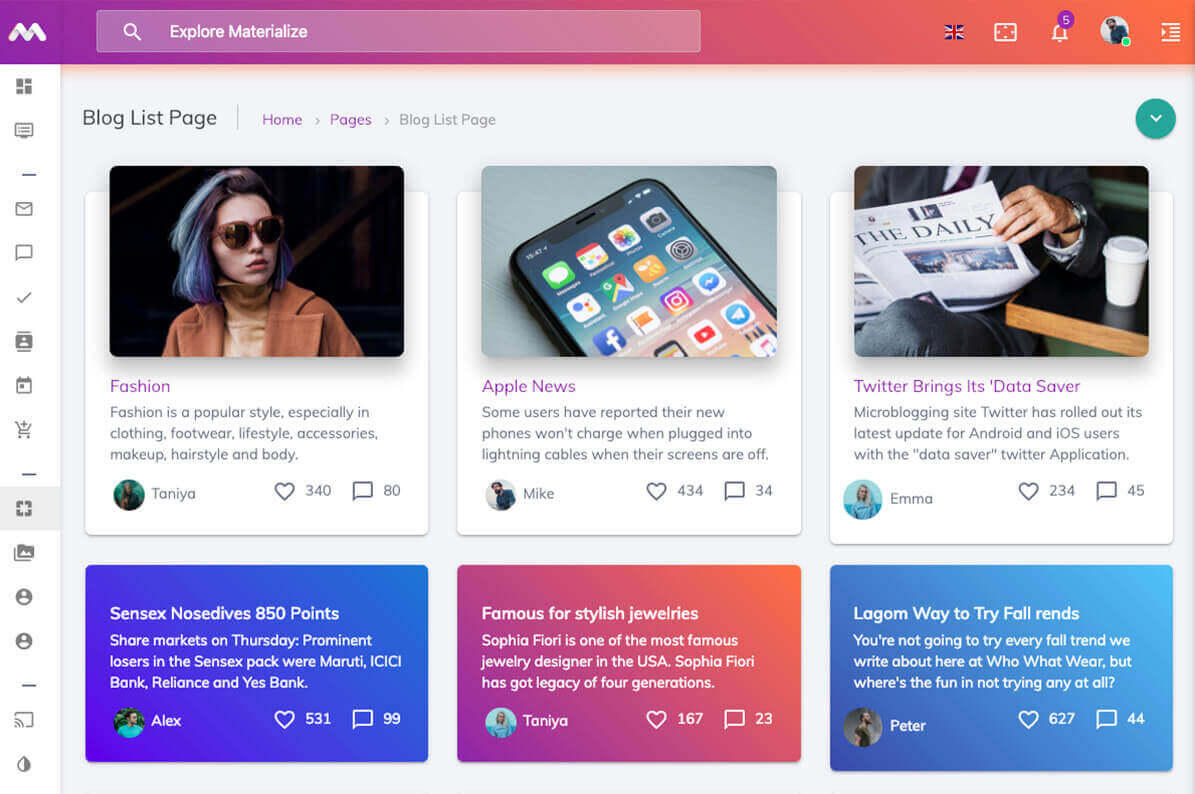 Explore Materialize
5
Blog List Page
Home › Pages › Blog List Page
15:47
Messages
Photos
Camera
Google Maps
THE DAILY
Fashion
Fashion is a popular style, especially in
clothing, footwear, lifestyle, accessories,
makeup, hairstyle and body.
Taniya
340
80
Apple News
Some users have reported their new
phones won't charge when plugged into
lightning cables when their screens are off.
Mike
434
34
Twitter Brings Its 'Data Saver
Microblogging site Twitter has rolled out its
latest update for Android and iOS users
with the "data saver" twitter Application.
Emma
234
45
Sensex Nosedives 850 Points
Share markets on Thursday: Prominent
losers in the Sensex pack were Maruti, ICICI
Bank, Reliance and Yes Bank.
Alex
531
99
Famous for stylish jewelries
Sophia Fiori is one of the most famous
jewelry designer in the USA. Sophia Fiori
has got legacy of four generations.
Taniya
167
23
Lagom Way to Try Fall rends
You're not going to try every fall trend we
write about here at Who What Wear, but
where's the fun in not trying any at all?
Peter
627
44